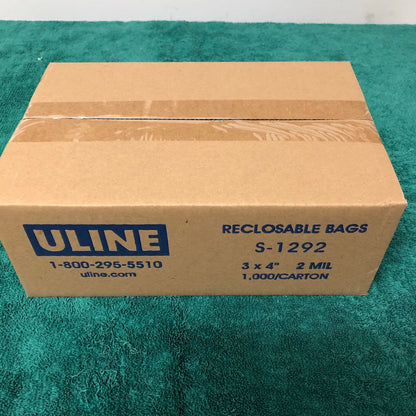 ULINE
1-800-295-5510
uline.com
RECLOSABLE BAGS
S-1292
3 x 4" 2 MIL
1,000/CARTON